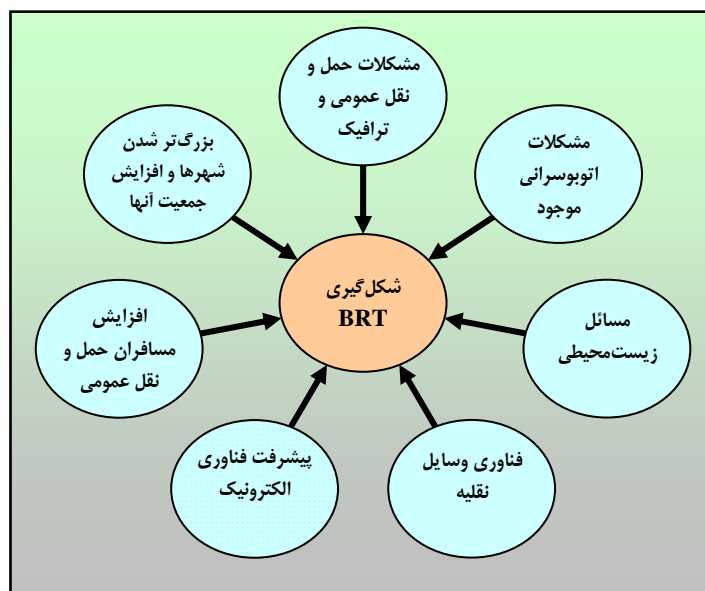 مشکلات حمل و
نقل عمومی و
ترافیک
مشکلات
اتوبوسرانی
موجود
بزرگ‌تر شدن
شهرها و افزایش
جمعیت آنها
شکل‌گیری
BRT
مسائل
زیست‌محیطی
افزایش
مسافران حمل و
نقل عمومی
فناوری وسایل
نقلیه
پیشرفت فناوری
الکترونیک